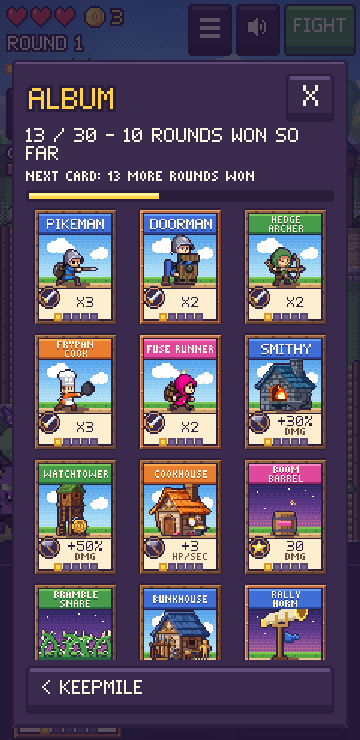 3
ROUND 1
FIGHT
ALBUM
X
13 / 30 - 10 ROUNDS WON SO
FAR
NEXT CARD: 13 MORE ROUNDS WON
PIKEMAN
DOORMAN
HEDGE
ARCHER
X3
X2
X2
FRYPAN
COOK
FUSE RUNNER
SMITHY
X3
X2
+30%
DMG
WATCHTOWER
COOKHOUSE
BOOM
BARREL
+50%
DMG
+3
HP/SEC
30
DMG
BRAMBLE
SNARE
BUNKHOUSE
RALLY
HORN
< KEEPMILE